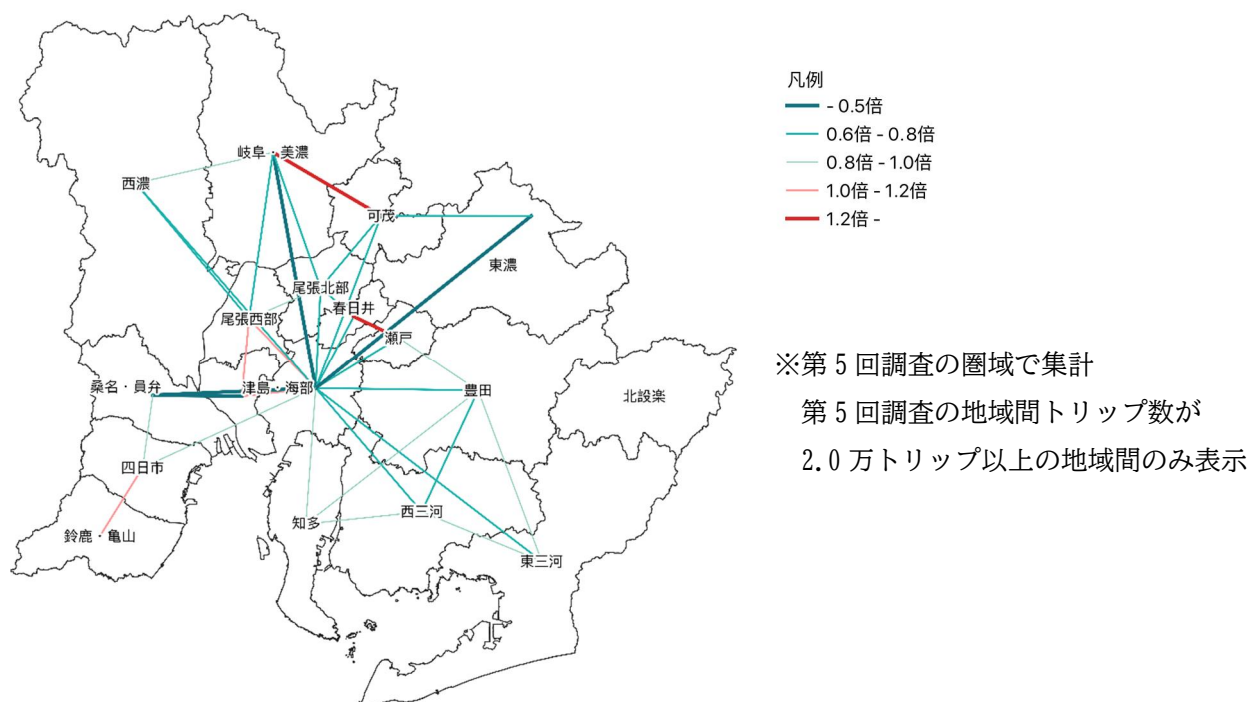 凡例
- 0.5倍
0.6倍 - 0.8倍
0.8倍 - 1.0倍
1.0倍 - 1.2倍
1.2倍 -
岐阜・美濃
西濃
可茂
東濃
尾張北部
春日井
尾張西部
瀬戸
桑名・員弁
津島・海部
豊田
北設楽
四日市
鈴鹿・亀山
知多
西三河
東三河
※第5回調査の圏域で集計
第5回調査の地域間トリップ数が
2.0万トリップ以上の地域間のみ表示